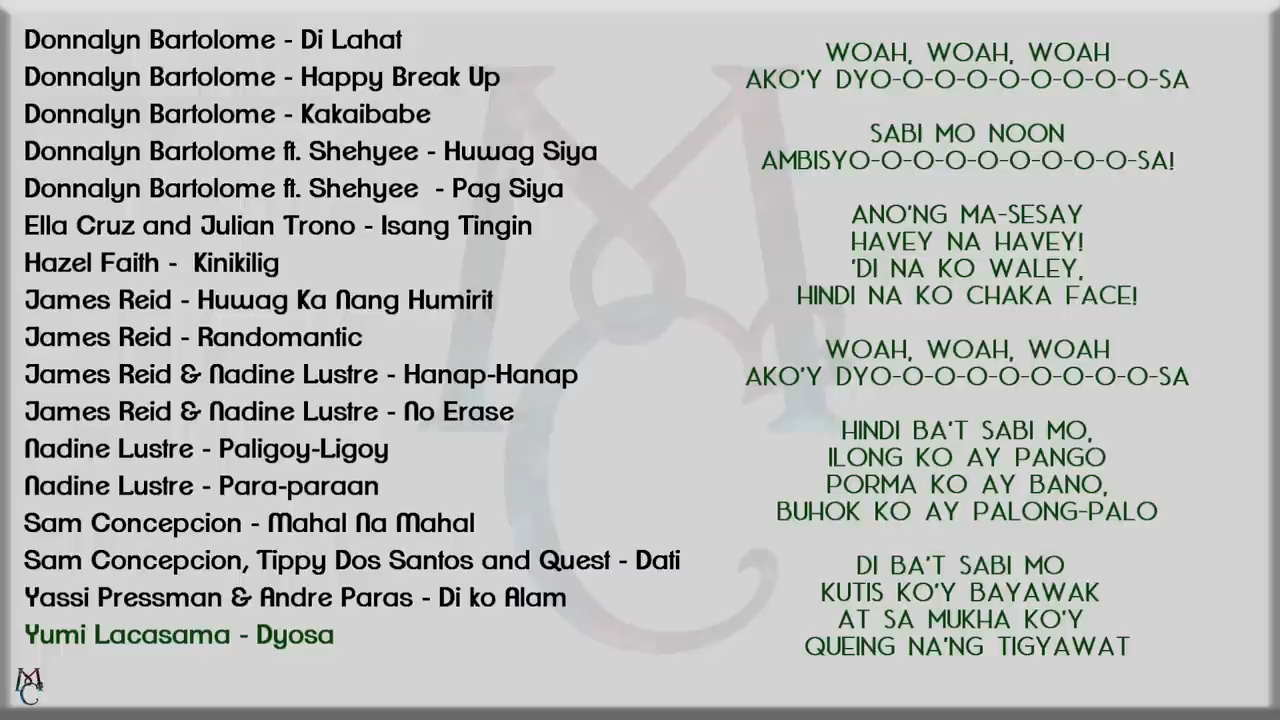 Donnalyn Bartolome - Di Lahat
Donnalyn Bartolome - Happy Break Up
Donnalyn Bartolome - Kakaibabe
Donnalyn Bartolome ft. Shehyee - Huwag Siya
Donnalyn Bartolome ft. Shehyee  - Pag Siya
Ella Cruz and Julian Trono - Isang Tingin
Hazel Faith -  Kinikilig
James Reid - Huwag Ka Nang Humirit
James Reid - Randomantic
James Reid & Nadine Lustre - Hanap-Hanap
James Reid & Nadine Lustre - No Erase
Nadine Lustre - Paligoy-Ligoy
Nadine Lustre - Para-paraan
Sam Concepcion - Mahal Na Mahal
Sam Concepcion, Tippy Dos Santos and Quest - Dati
Yassi Pressman & Andre Paras - Di ko Alam
Yumi Lacasama - Dyosa
MC
WOAH, WOAH, WOAH
AKO'Y DYO-O-O-O-O-O-O-O-O-SA
SABI MO NOON
AMBISYO-O-O-O-O-O-O-O-O-SA!
ANO'NG MA-SESAY
HAVEY NA HAVEY!
'DI NA KO WALEY,
HINDI NA KO CHAKA FACE!
WOAH, WOAH, WOAH
AKO'Y DYO-O-O-O-O-O-O-O-O-SA
HINDI BA'T SABI MO,
ILONG KO AY PANGO
PORMA KO AY BANO,
BUHOK KO AY PALONG-PALO
DI BA'T SABI MO
KUTIS KO'Y BAYAWAK
AT SA MUKHA KO'Y
QUEING NA'NG TIGYAWAT